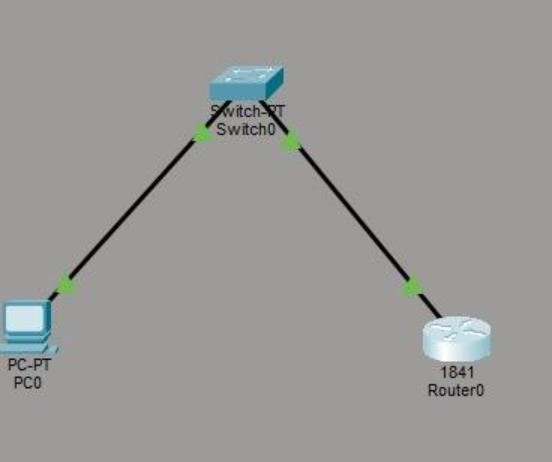 Switch-PT
Switch0
PC-PT
PC0
1841
Router0